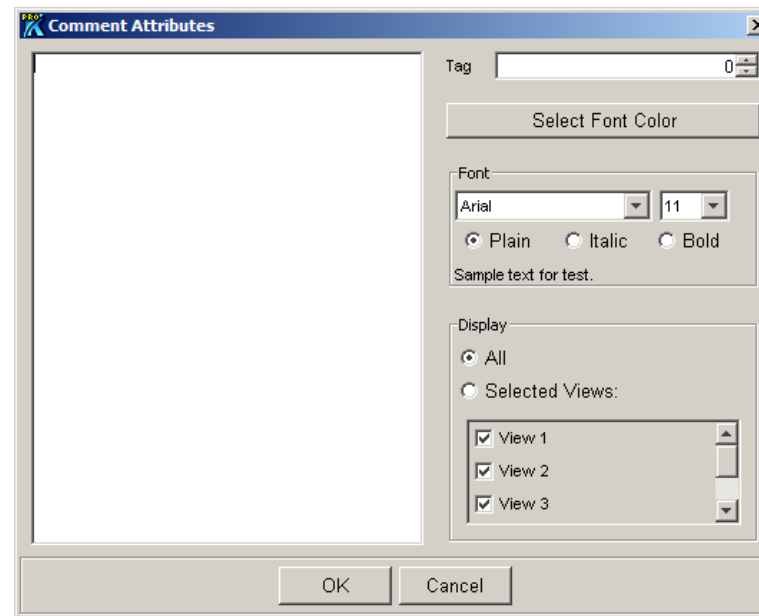 PRO
Comment Attributes
Tag 0
Select Font Color
Font
Arial 11
Plain Italic Bold
Sample text for test.
Display
All
Selected Views:
View 1
View 2
View 3
OK Cancel